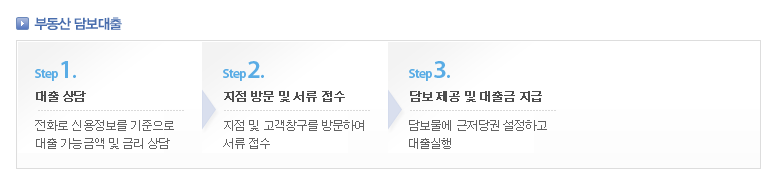 부동산 담보대출
Step 1.
대출 상담
전화로 신용정보를 기준으로
대출 가능금액 및 금리 상담
Step 2.
지점 방문 및 서류 접수
지점 및 고객창구를 방문하여
서류 접수
Step 3.
담보 제공 및 대출금 지급
담보물에 근저당권 설정하고
대출실행